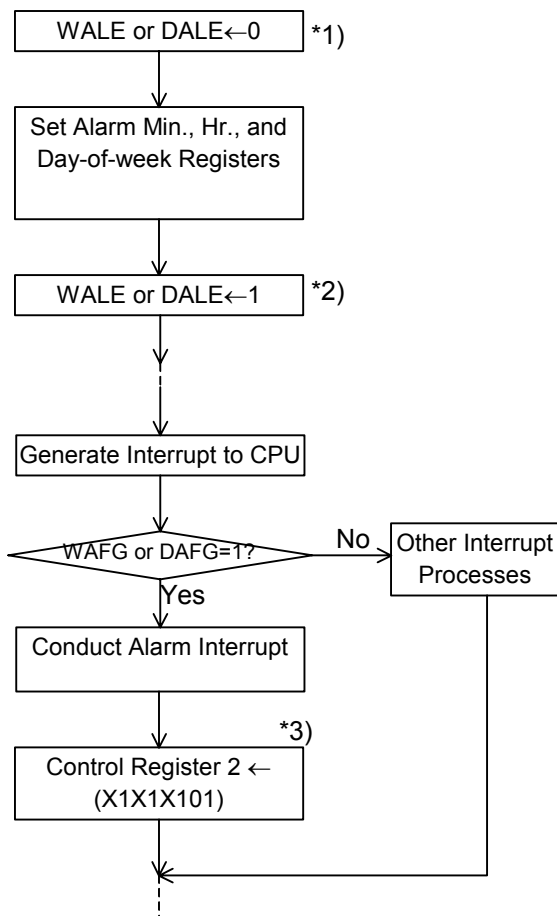 WALE or DALE←0
*1)
Set Alarm Min., Hr., and
Day-of-week Registers
WALE or DALE←1
*2)
Generate Interrupt to CPU
WAFG or DAFG=1?
No
Other Interrupt
Processes
Yes
Conduct Alarm Interrupt
*3)
Control Register 2 ←
(X1X1X101)